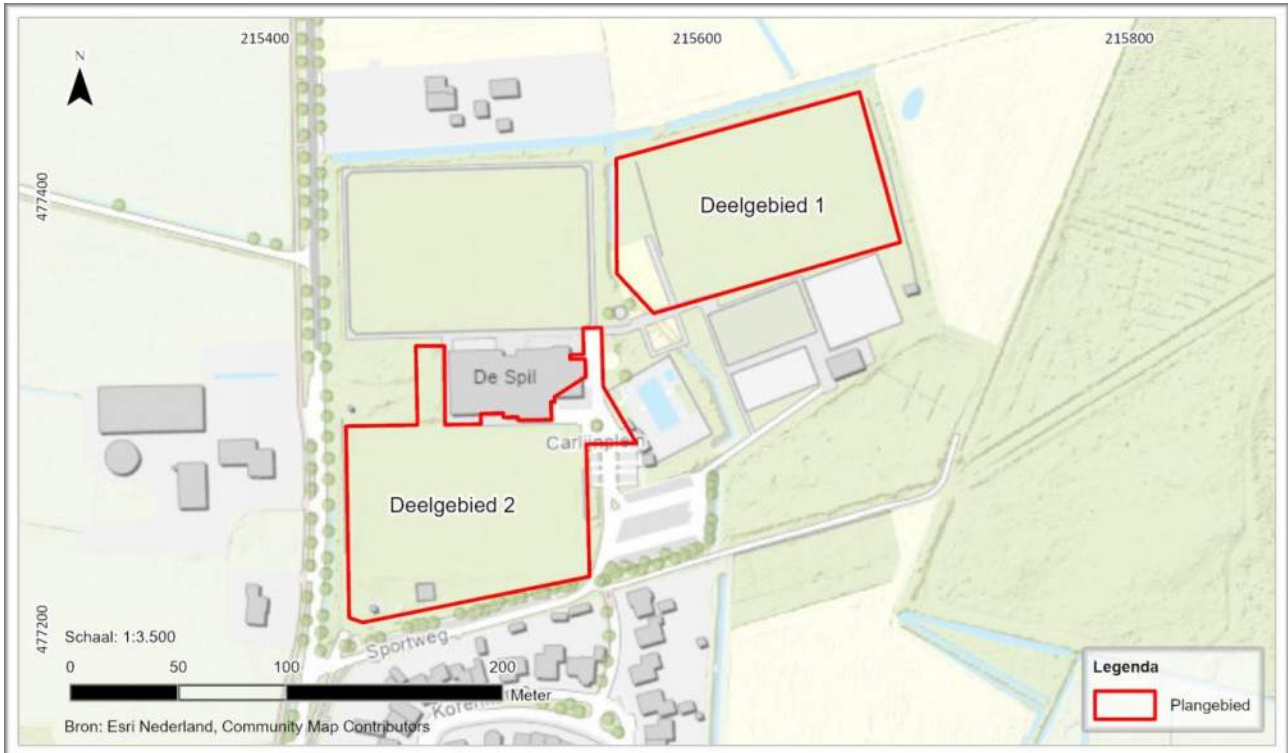 215400
215600
215800
N
477400
Deelgebied 1
De Spil
Carlijnplein
Deelgebied 2
477200
Schaal: 1:3.500
Sportweg
0 50 100 200
Meter
Legenda
Plangebied
Bron: Esri Nederland, Community Map Contributors